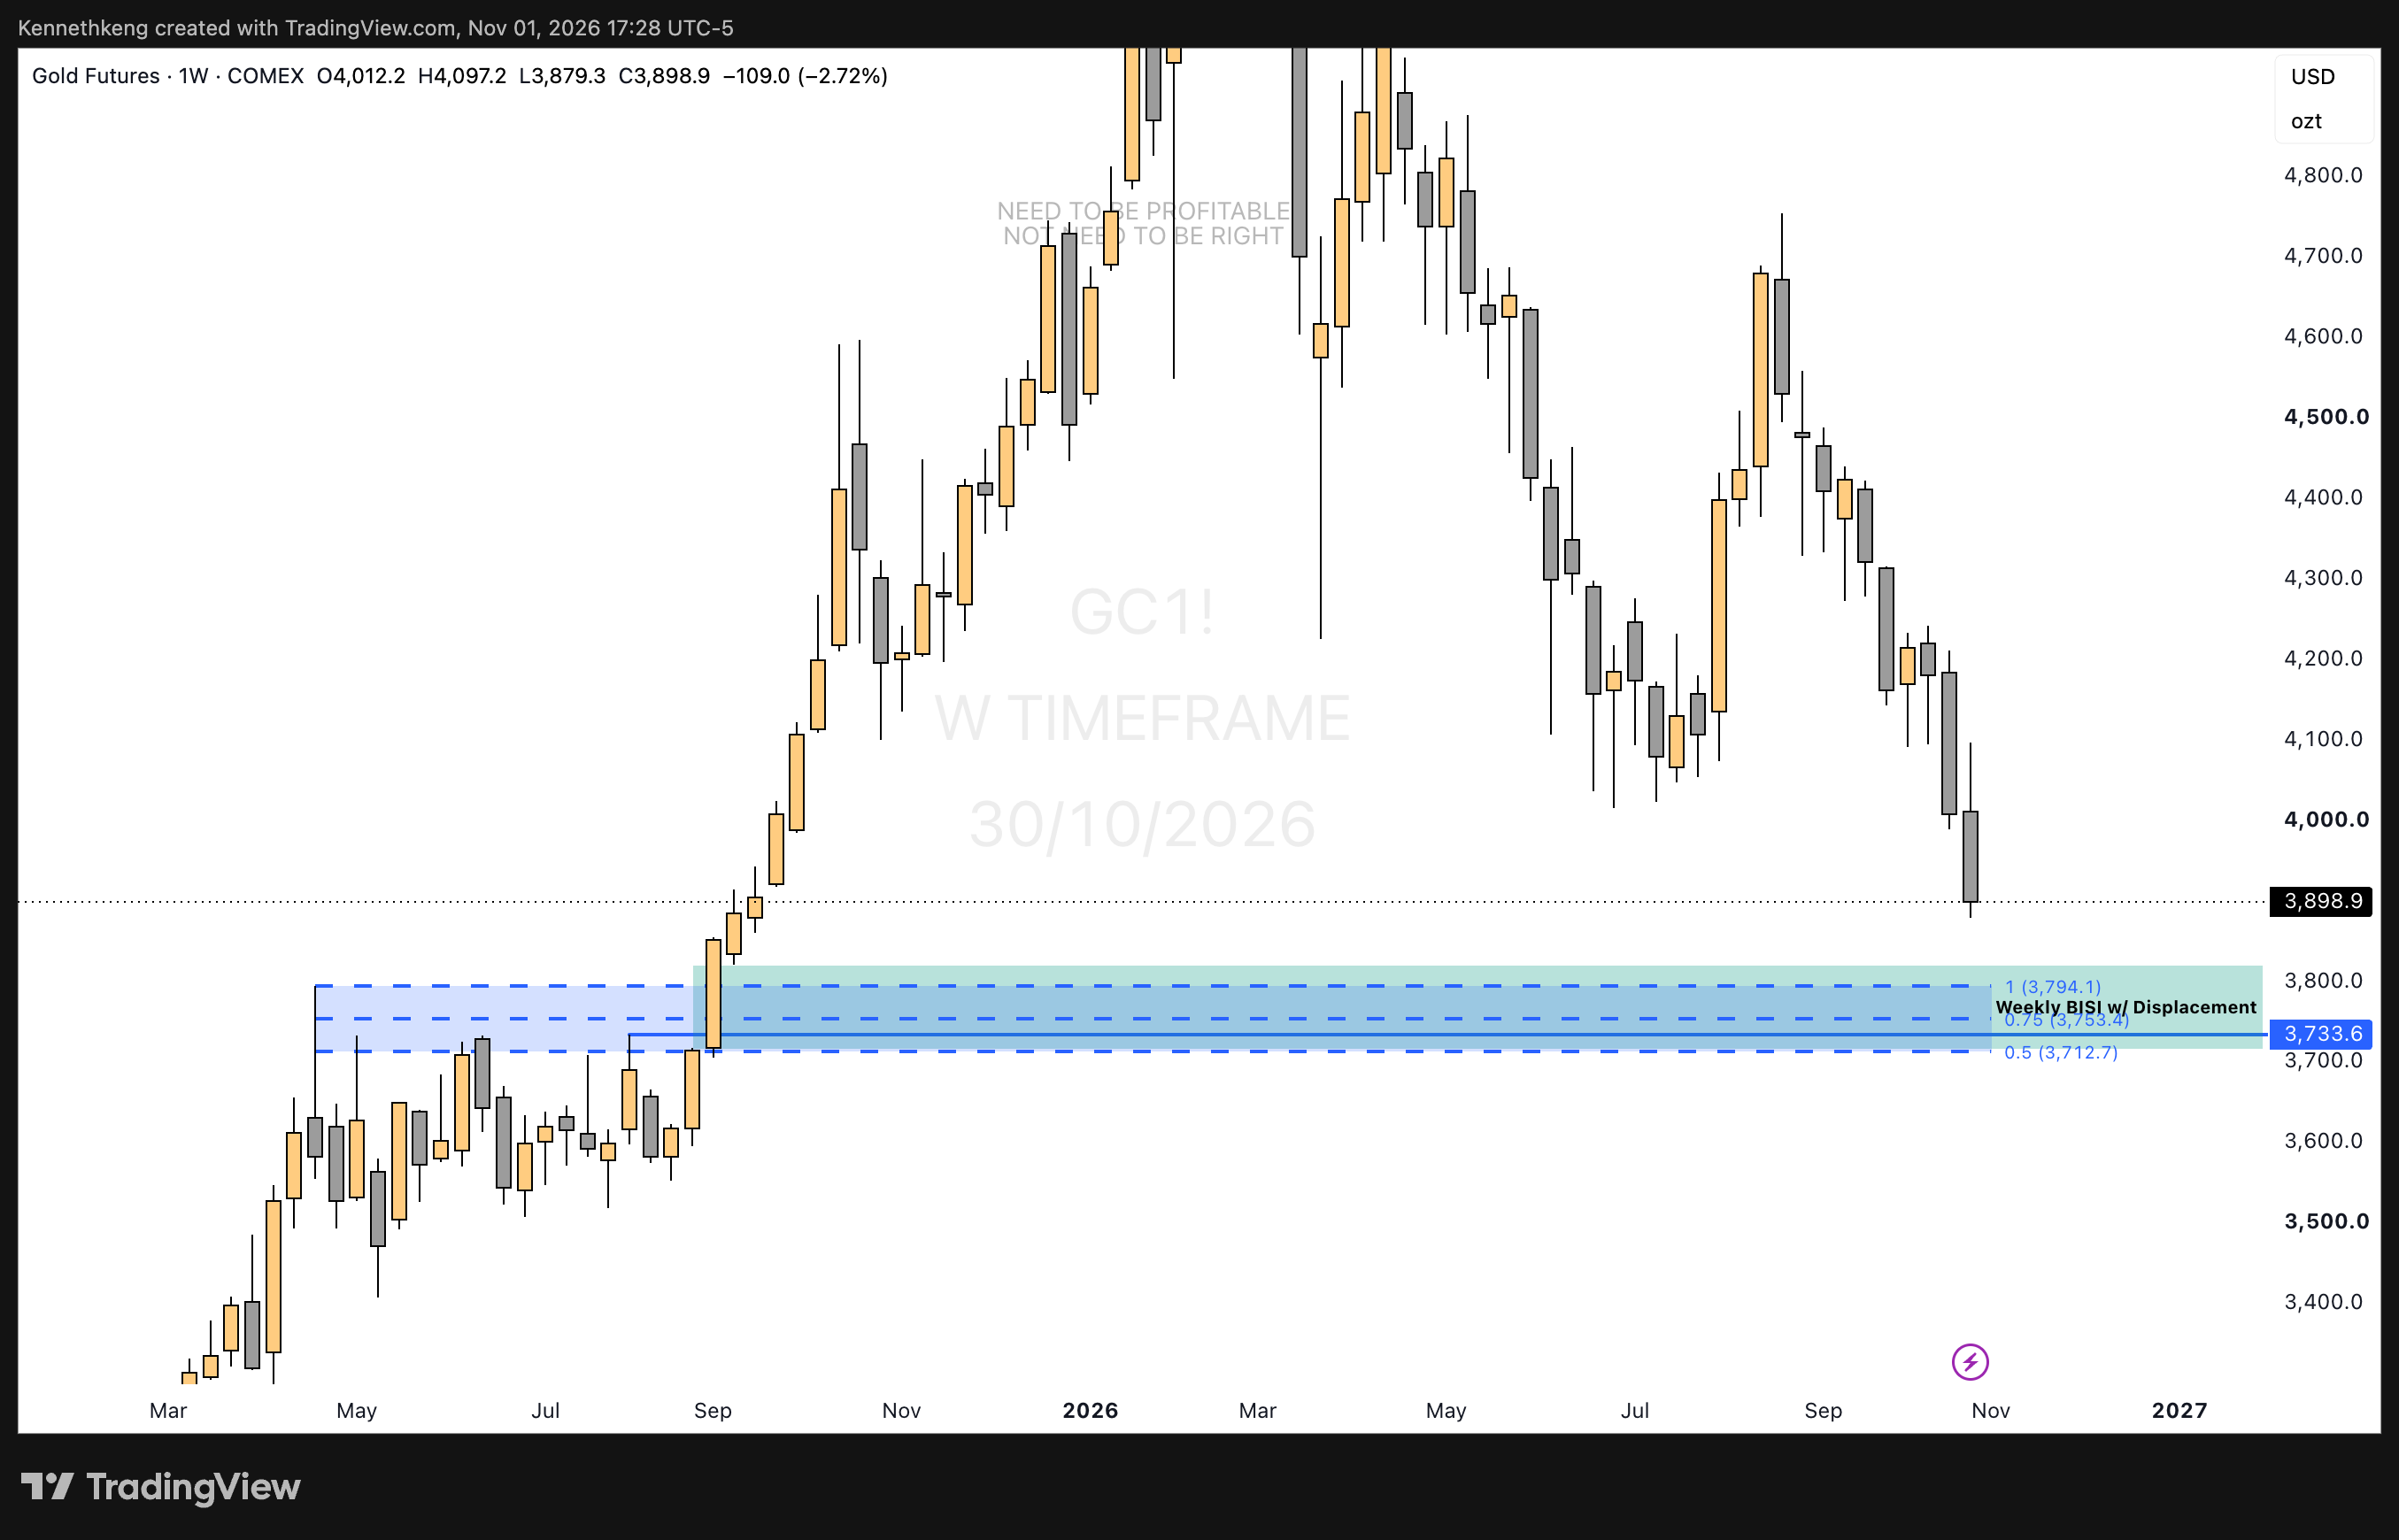 Kennethkeng created with TradingView.com, Nov 01, 2026 17:28 UTC-5
Gold Futures · 1W · COMEX O4,012.2 H4,097.2 L3,879.3 C3,898.9 −109.0 (−2.72%)
USD
ozt
NEED TO BE PROFITABLE
NOT NEED TO BE RIGHT
GC1!
W TIMEFRAME
30/10/2026
4,800.0
4,700.0
4,600.0
4,500.0
4,400.0
4,300.0
4,200.0
4,100.0
4,000.0
3,898.9
3,800.0
1 (3,794.1)
Weekly BISI w/ Displacement
0.75 (3,753.4)
3,733.6
0.5 (3,712.7)
3,700.0
3,600.0
3,500.0
3,400.0
Mar May Jul Sep Nov 2026 Mar May Jul Sep Nov 2027
TradingView